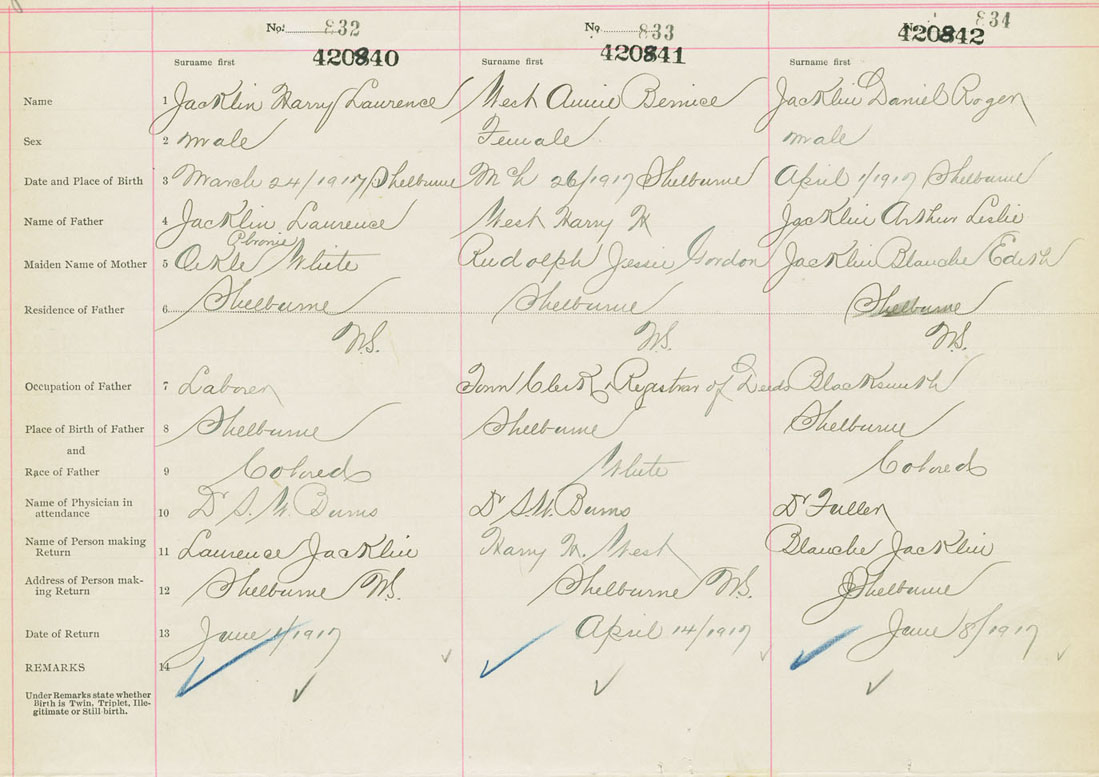 No. 832 No. 833 No. 834
420840 420841 420842
Surname first Surname first Surname first
Name 1 Jacklin Harry Laurence West Annie Bernice Jacklin Daniel Roger
Sex 2 male Female male
Date and Place of Birth 3 March 24/1917 Shelburne Mch 26/1917 Shelburne April 1/1917 Shelburne
Name of Father 4 Jacklin Laurence West Harry H Jacklin Arthur Leslie
Maiden Name of Mother 5 White Rudolph Jessie Gordon Jacklin Blanche Edith
Residence of Father 6 Shelburne Shelburne Shelburne
N.S. N.S. N.S.
Occupation of Father 7 Laborer Town Clerk & Registrar of Deeds Blacksmith
Place of Birth of Father 8 Shelburne Shelburne Shelburne
and
Race of Father 9 Colored White Colored
Name of Physician in
attendance 10 Dr S. W. Burns Dr S.W. Burns Dr Fuller
Name of Person making
Return 11 Laurence Jacklin Harry H. West Blanche Jacklin
Address of Person mak-
ing Return 12 Shelburne N.S. Shelburne N.S. Shelburne
Date of Return 13 June 1/1917 April 14/1917 June 18/1917
REMARKS 14
Under Remarks state whether
Birth is Twin, Triplet, Ille-
gitimate or Still-birth.